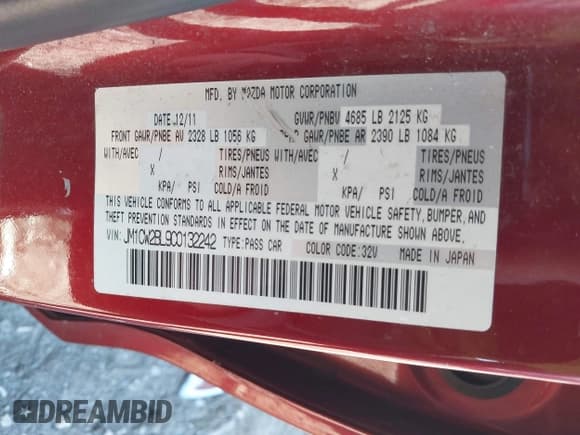 MFD. BY MAZDA MOTOR CORPORATION
DATE 12/11 GVWR/PNBV 4685 LB 2125 KG
FRONT GAWR/PNBE AV 2328 LB 1056 KG GAWR/PNBE AR 2390 LB 1084 KG
WITH/AVEC / TIRES/PNEUS WITH/AVEC / TIRES/PNEUS
X RIMS/JANTES X RIMS/JANTES
KPA/ PSI COLD/A FROID KPA/ PSI COLD/A FROID
THIS VEHICLE CONFORMS TO ALL APPLICABLE FEDERAL MOTOR VEHICLE SAFETY, BUMPER, AND
THEFT PREVENTION STANDARDS IN EFFECT ON THE DATE OF MANUFACTURE SHOWN ABOVE.
VIN: JM1CW2BL9C0132242 TYPE:PASS CAR COLOR CODE:32V MADE IN JAPAN
DREAMBID